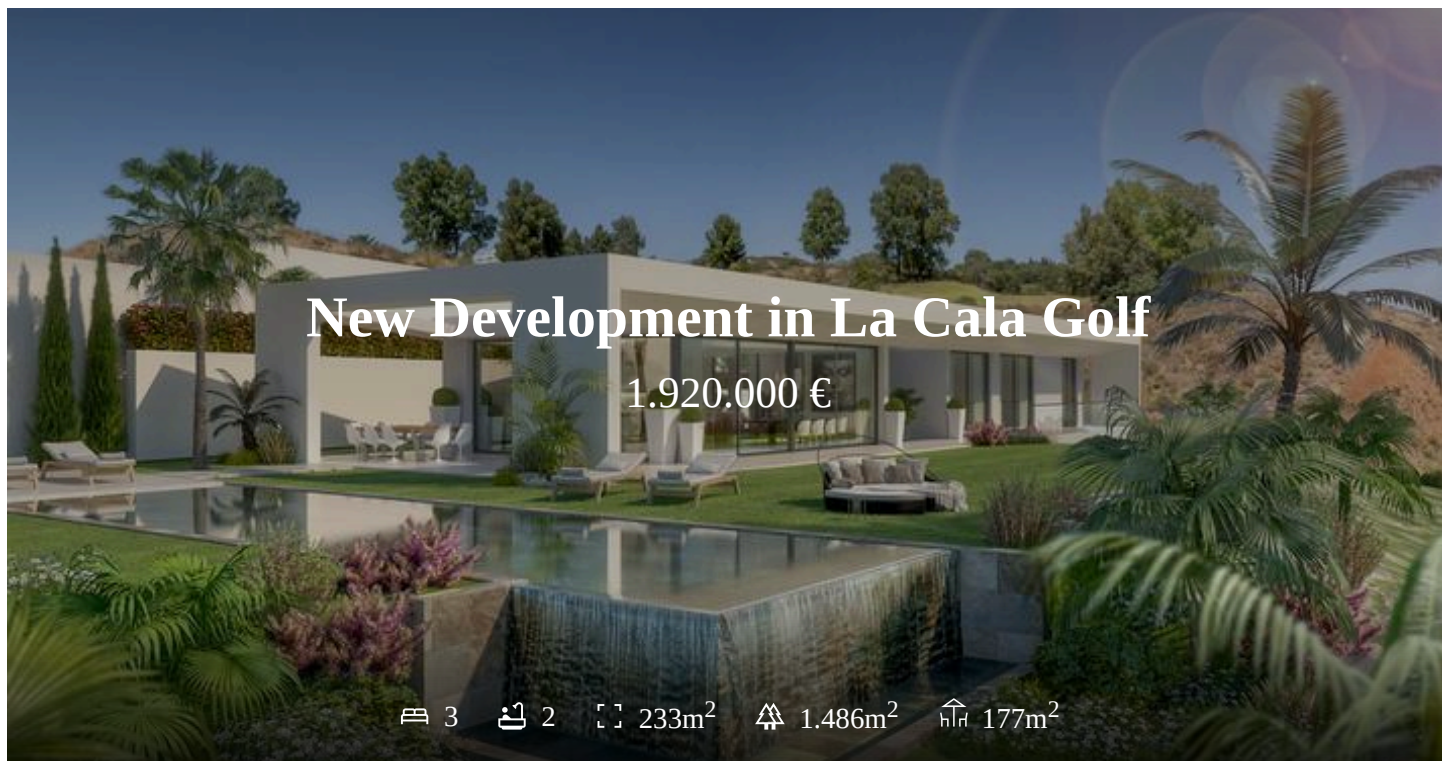 New Development in La Cala Golf
1.920.000 €
3 2 233m² 1.486m² 177m²